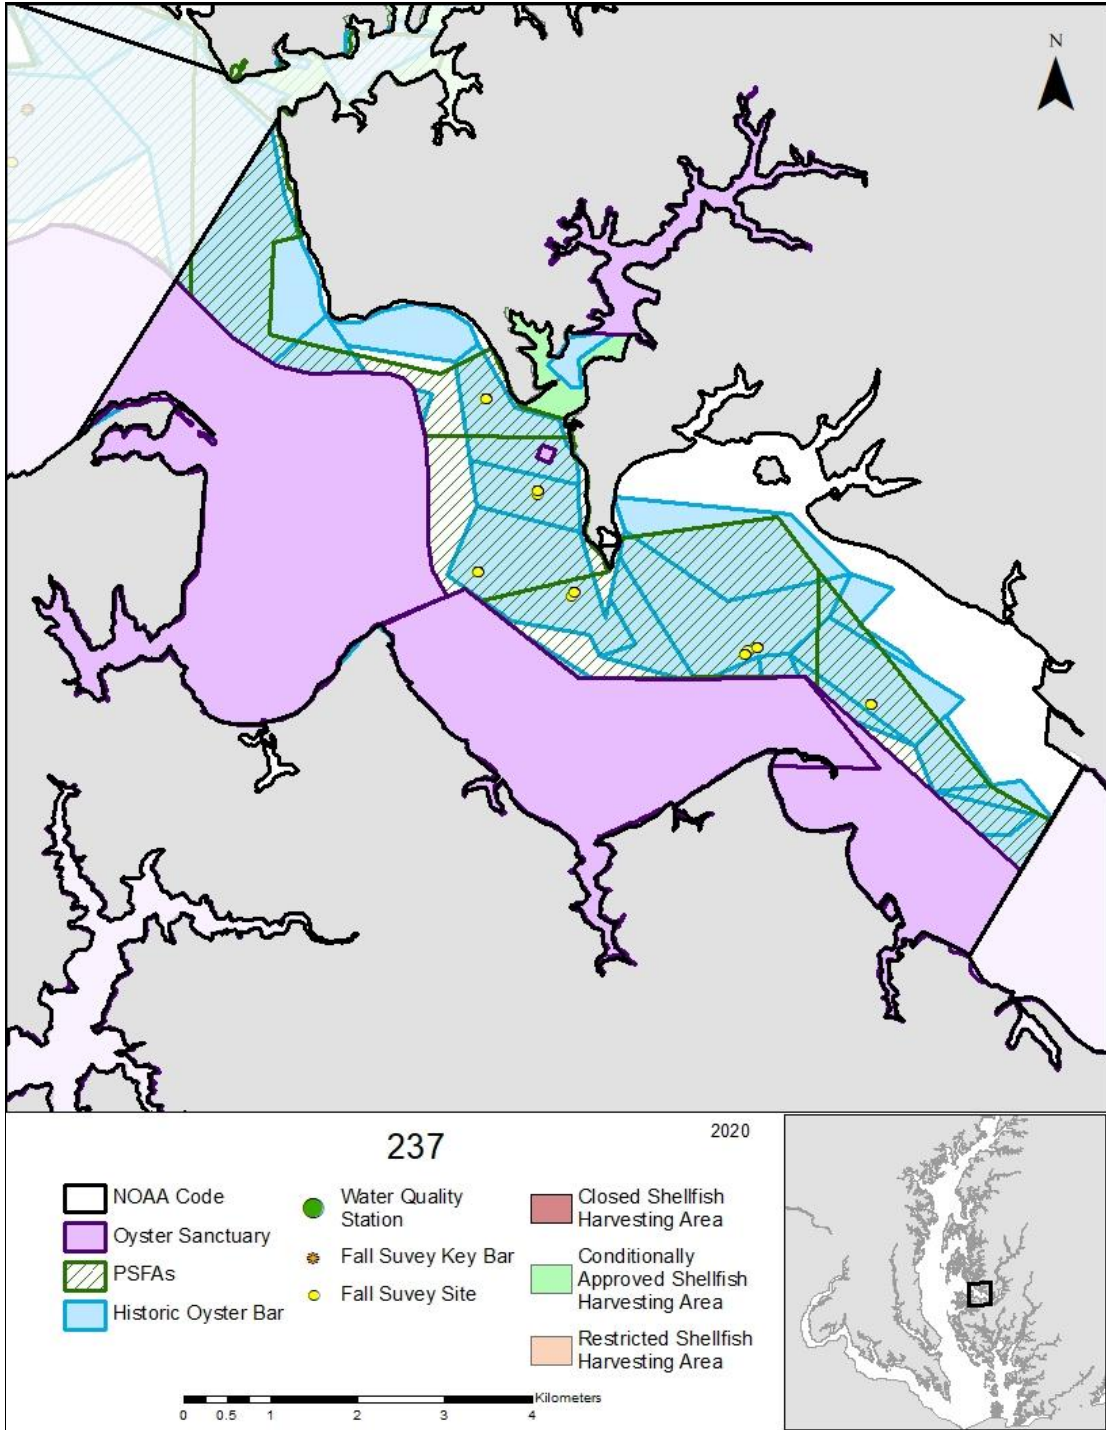 N
237
2020
NOAA Code
Oyster Sanctuary
PSFAs
Historic Oyster Bar
Water Quality
Station
Fall Suvey Key Bar
Fall Suvey Site
Closed Shellfish
Harvesting Area
Conditionally
Approved Shellfish
Harvesting Area
Restricted Shellfish
Harvesting Area
Kilometers
0 0.5 1 2 3 4